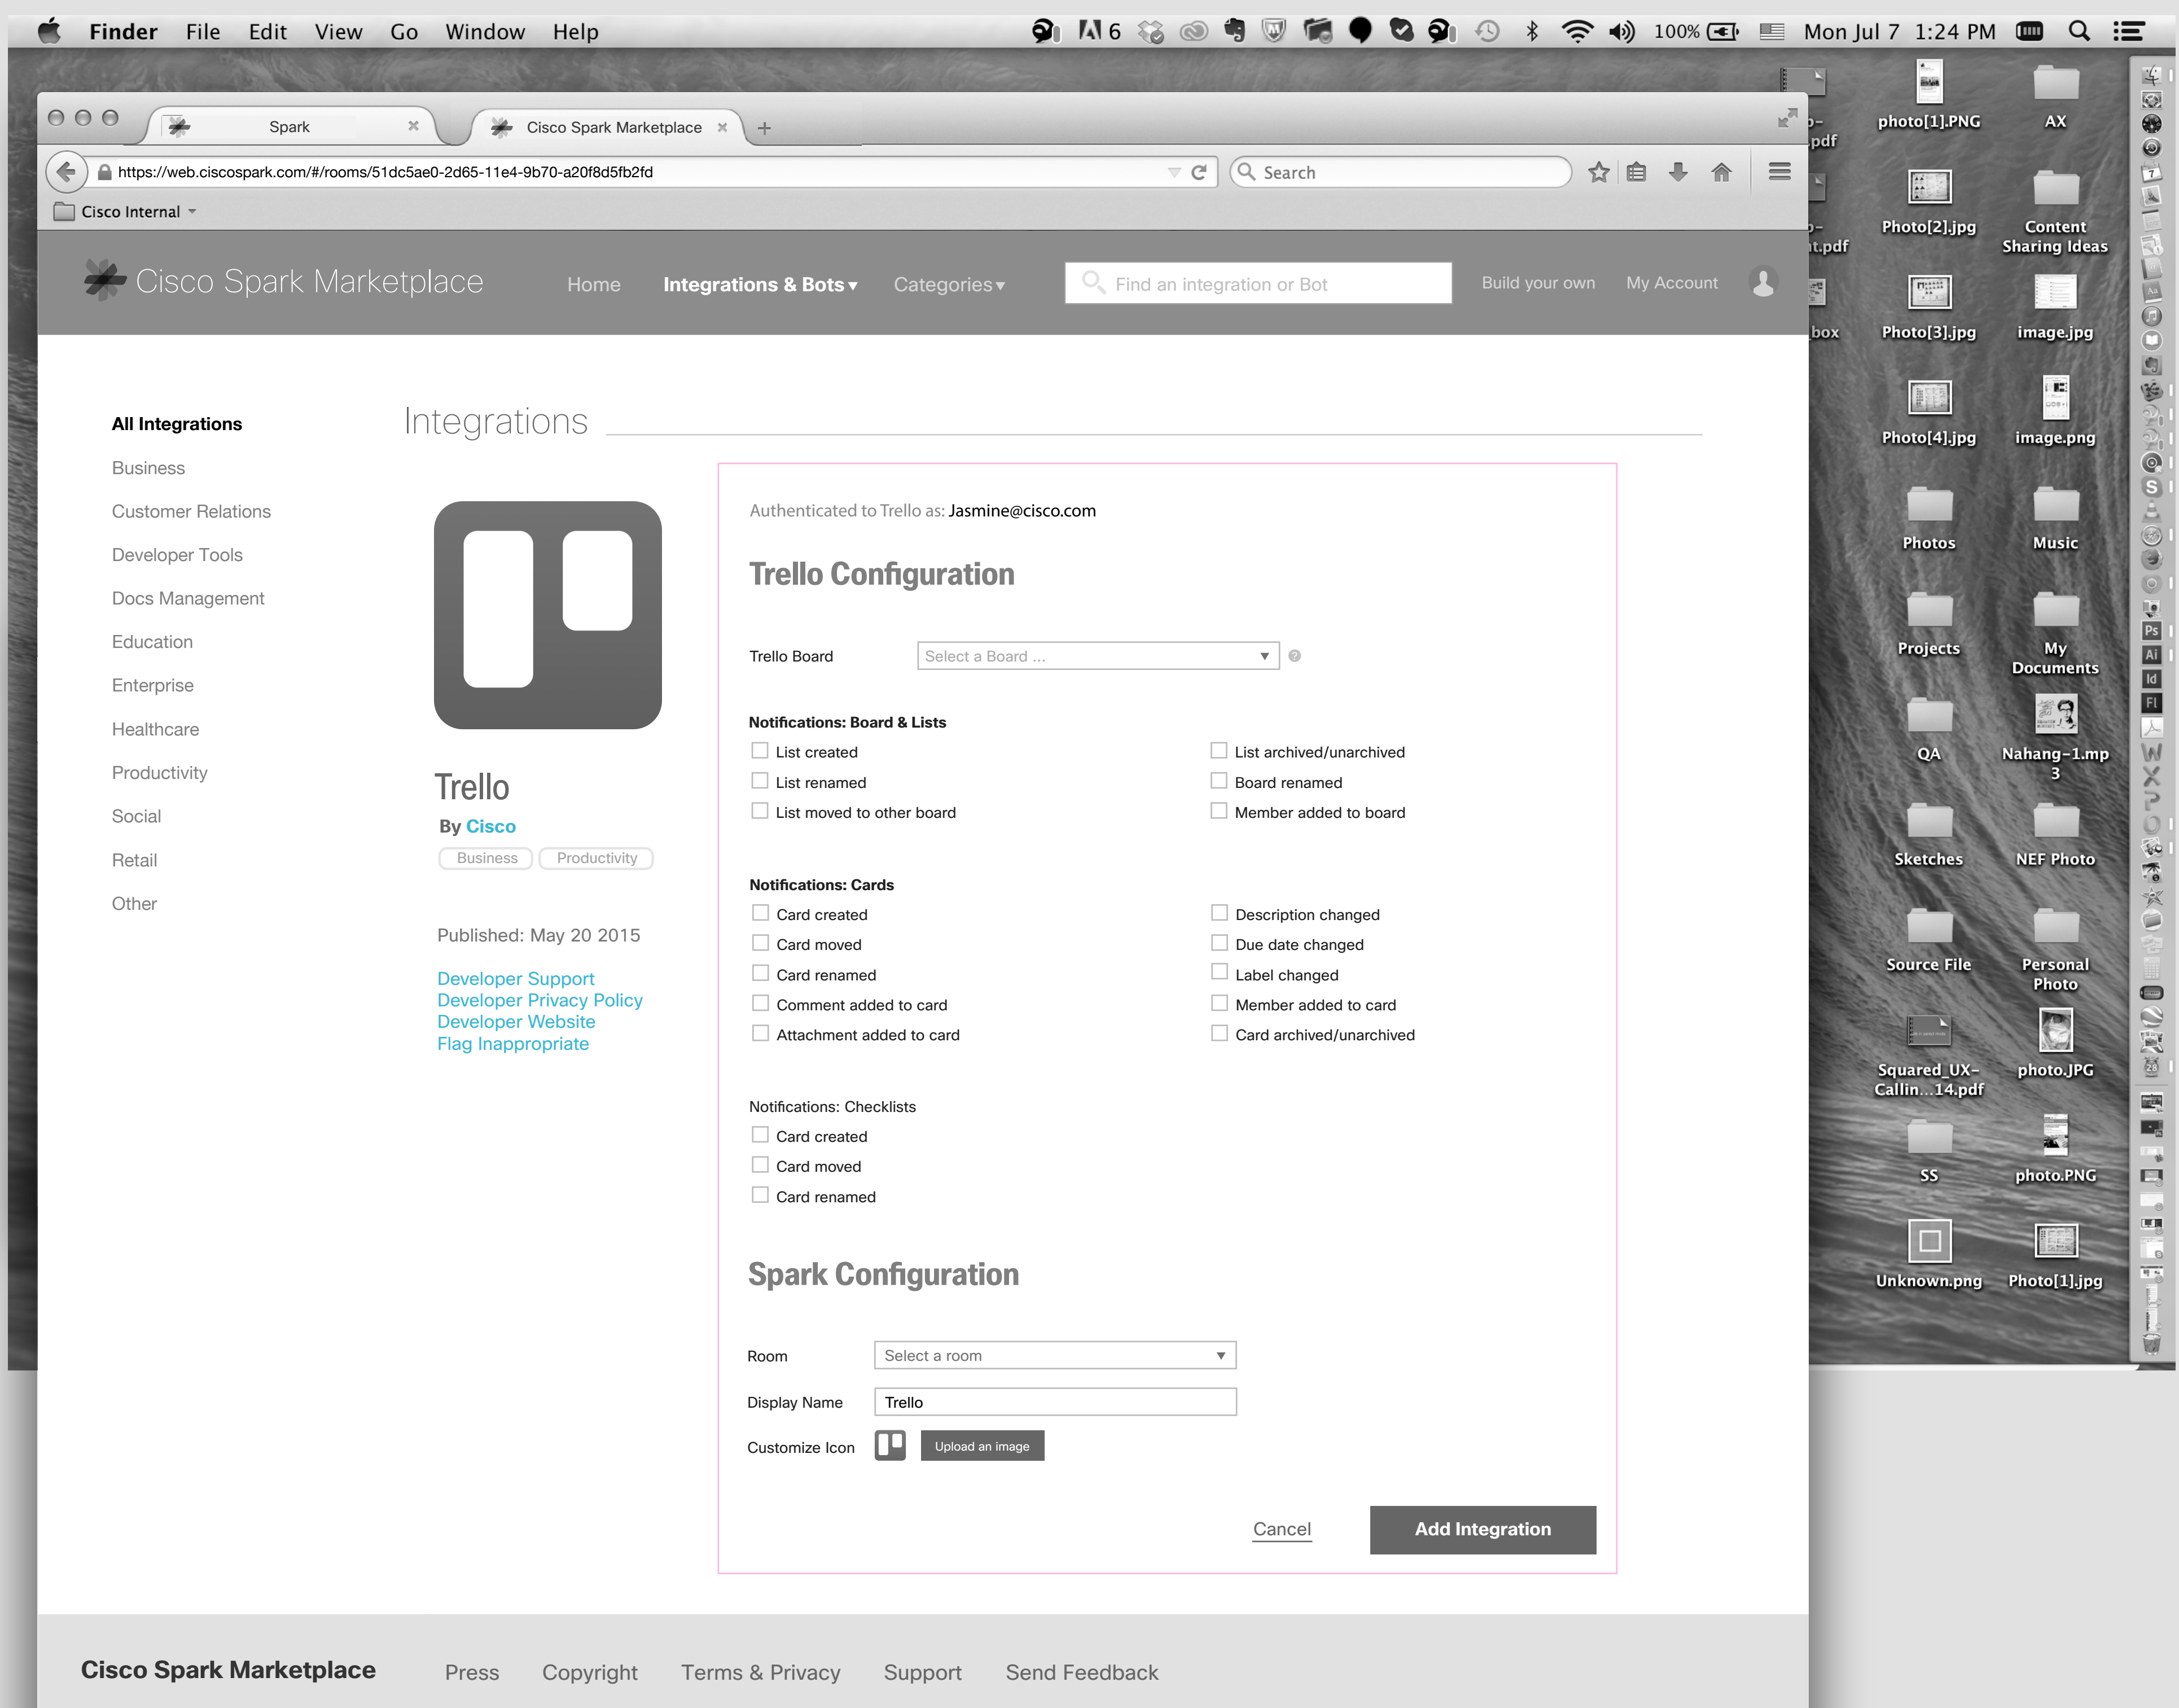 Finder File Edit View Go Window Help
6 100% Mon Jul 7 1:24 PM
Spark
Cisco Spark Marketplace
https://web.ciscospark.com/#/rooms/51dc5ae0-2d65-11e4-9b70-a20f8d5fb2fd
Search
Cisco Internal
Cisco Spark Marketplace
Home
Integrations & Bots
Categories
Find an integration or Bot
Build your own
My Account
All Integrations
Business
Customer Relations
Developer Tools
Docs Management
Education
Enterprise
Healthcare
Productivity
Social
Retail
Other
Integrations
Trello
By Cisco
Business
Productivity
Published: May 20 2015
Developer Support
Developer Privacy Policy
Developer Website
Flag Inappropriate
Authenticated to Trello as: Jasmine@cisco.com
Trello Configuration
Trello Board
Select a Board ...
?
Notifications: Board & Lists
List created
List renamed
List moved to other board
List archived/unarchived
Board renamed
Member added to board
Notifications: Cards
Card created
Card moved
Card renamed
Comment added to card
Attachment added to card
Description changed
Due date changed
Label changed
Member added to card
Card archived/unarchived
Notifications: Checklists
Card created
Card moved
Card renamed
Spark Configuration
Room
Select a room
Display Name
Trello
Customize Icon
Upload an image
Cancel
Add Integration
Cisco Spark Marketplace
Press
Copyright
Terms & Privacy
Support
Send Feedback
.pdf
t.pdf
box
photo[1].PNG
AX
Photo[2].jpg
Content
Sharing Ideas
Photo[3].jpg
image.jpg
Photo[4].jpg
image.png
Photos
Music
Projects
My
Documents
QA
Nahang-1.mp
3
Sketches
NEF Photo
Source File
Personal
Photo
Squared_UX-
Callin...14.pdf
photo.JPG
SS
photo.PNG
Unknown.png
Photo[1].jpg
7
Aa
S
Ps
Ai
Id
Fl
W
X
P
O
28